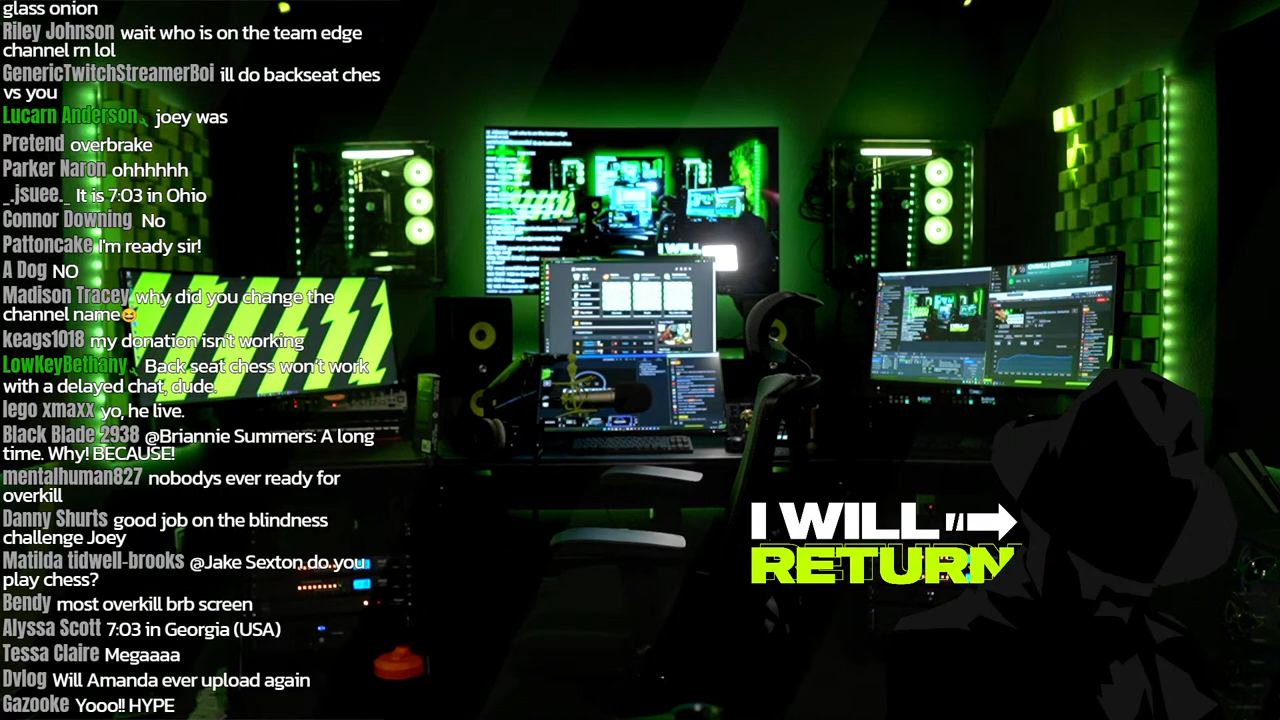 glass onion
Riley Johnson wait who is on the team edge
channel rn lol
GenericTwitchStreamerBoi ill do backseat ches
vs you
Lucarn Anderson joey was
Pretend overbrake
Parker Naron ohhhhhh
_.jsuee._ It is 7:03 in Ohio
Connor Downing No
Pattoncake I'm ready sir!
A Dog NO
Madison Tracey why did you change the
channel name😆
keags1018 my donation isn't working
LowKeyBethany Back seat chess won't work
with a delayed chat, dude.
lego xmaxx yo, he live.
Black Blade 2938 @Briannie Summers: A long
time. Why! BECAUSE!
mentalhuman827 nobodys ever ready for
overkill
Danny Shurts good job on the blindness
challenge Joey
Matilda tidwell-brooks @Jake Sexton do you
play chess?
Bendy most overkill brb screen
Alyssa Scott 7:03 in Georgia (USA)
Tessa Claire Megaaaa
Dvlog Will Amanda ever upload again
Gazooke Yooo!! HYPE
I WILL
RETURN